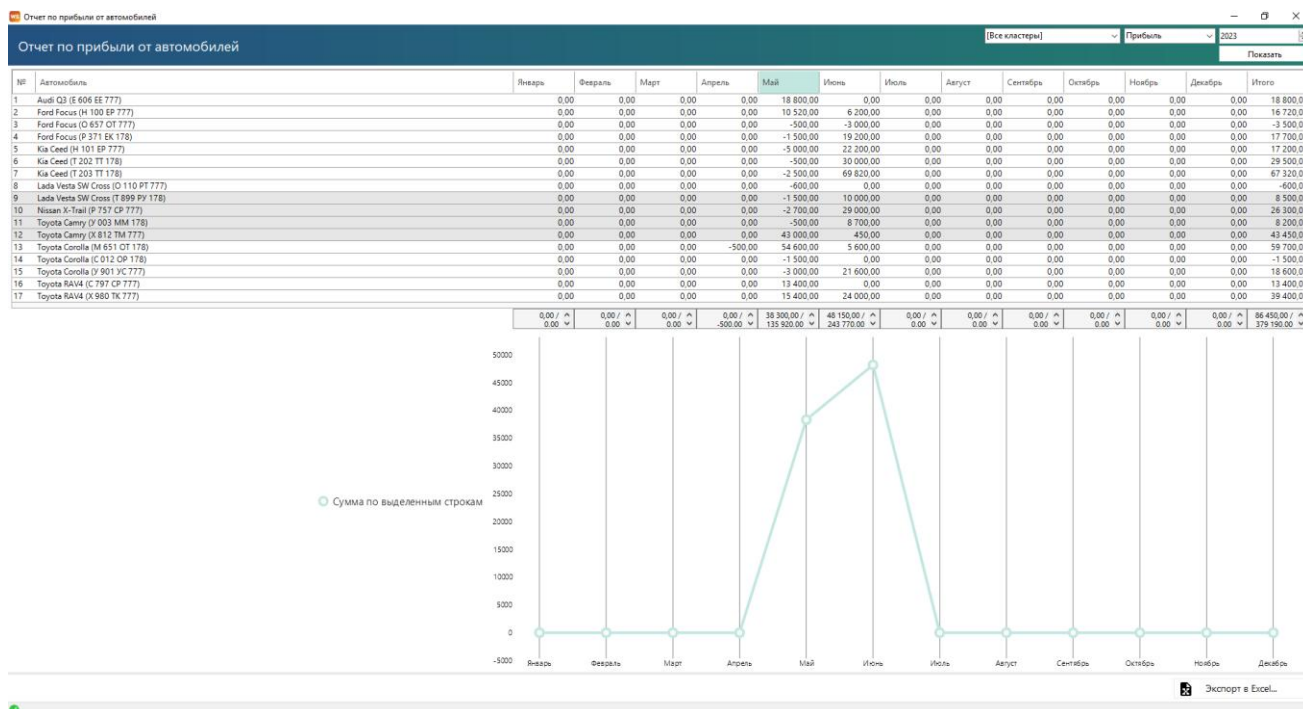 Отчет по прибыли от автомобилей
Отчет по прибыли от автомобилей
[Все кластеры] Прибыль 2023
Показать
№ Автомобиль Январь Февраль Март Апрель Май Июнь Июль Август Сентябрь Октябрь Ноябрь Декабрь Итого
1 Audi Q3 (Е 606 ЕЕ 777) 0,00 0,00 0,00 0,00 18 800,00 0,00 0,00 0,00 0,00 0,00 0,00 0,00 18 800,0
2 Ford Focus (Н 100 ЕР 777) 0,00 0,00 0,00 0,00 10 520,00 6 200,00 0,00 0,00 0,00 0,00 0,00 0,00 16 720,0
3 Ford Focus (О 657 ОТ 777) 0,00 0,00 0,00 0,00 -500,00 -3 000,00 0,00 0,00 0,00 0,00 0,00 0,00 -3 500,0
4 Ford Focus (Р 371 ЕК 178) 0,00 0,00 0,00 0,00 -1 500,00 19 200,00 0,00 0,00 0,00 0,00 0,00 0,00 17 700,0
5 Kia Ceed (Н 101 ЕР 777) 0,00 0,00 0,00 0,00 -5 000,00 22 200,00 0,00 0,00 0,00 0,00 0,00 0,00 17 200,0
6 Kia Ceed (Т 202 ТТ 178) 0,00 0,00 0,00 0,00 -500,00 30 000,00 0,00 0,00 0,00 0,00 0,00 0,00 29 500,0
7 Kia Ceed (Т 203 ТТ 178) 0,00 0,00 0,00 0,00 -2 500,00 69 820,00 0,00 0,00 0,00 0,00 0,00 0,00 67 320,0
8 Lada Vesta SW Cross (О 110 РТ 777) 0,00 0,00 0,00 0,00 -600,00 0,00 0,00 0,00 0,00 0,00 0,00 0,00 -600,0
9 Lada Vesta SW Cross (Т 899 РУ 178) 0,00 0,00 0,00 0,00 -1 500,00 10 000,00 0,00 0,00 0,00 0,00 0,00 0,00 8 500,0
10 Nissan X-Trail (Р 757 СР 777) 0,00 0,00 0,00 0,00 -2 700,00 29 000,00 0,00 0,00 0,00 0,00 0,00 0,00 26 300,0
11 Toyota Camry (У 003 ММ 178) 0,00 0,00 0,00 0,00 -500,00 8 700,00 0,00 0,00 0,00 0,00 0,00 0,00 8 200,0
12 Toyota Camry (Х 812 ТМ 777) 0,00 0,00 0,00 0,00 43 000,00 450,00 0,00 0,00 0,00 0,00 0,00 0,00 43 450,0
13 Toyota Corolla (М 651 ОТ 178) 0,00 0,00 0,00 -500,00 54 600,00 5 600,00 0,00 0,00 0,00 0,00 0,00 0,00 59 700,0
14 Toyota Corolla (С 012 ОР 178) 0,00 0,00 0,00 0,00 -1 500,00 0,00 0,00 0,00 0,00 0,00 0,00 0,00 -1 500,0
15 Toyota Corolla (У 901 УС 777) 0,00 0,00 0,00 0,00 -3 000,00 21 600,00 0,00 0,00 0,00 0,00 0,00 0,00 18 600,0
16 Toyota RAV4 (С 797 СР 777) 0,00 0,00 0,00 0,00 13 400,00 0,00 0,00 0,00 0,00 0,00 0,00 0,00 13 400,0
17 Toyota RAV4 (Х 980 ТК 777) 0,00 0,00 0,00 0,00 15 400,00 24 000,00 0,00 0,00 0,00 0,00 0,00 0,00 39 400,0
0,00 / 0,00 / 0,00 / 0,00 / 38 300,00 / 48 150,00 / 0,00 / 0,00 / 0,00 / 0,00 / 0,00 / 0,00 / 86 450,00 /
0.00 0.00 0.00 -500.00 135 920.00 243 770.00 0.00 0.00 0.00 0.00 0.00 0.00 379 190.00
50000
45000
40000
35000
30000
25000
Сумма по выделенным строкам
20000
15000
10000
5000
0
-5000
Январь Февраль Март Апрель Май Июнь Июль Август Сентябрь Октябрь Ноябрь Декабрь
Экспорт в Excel...